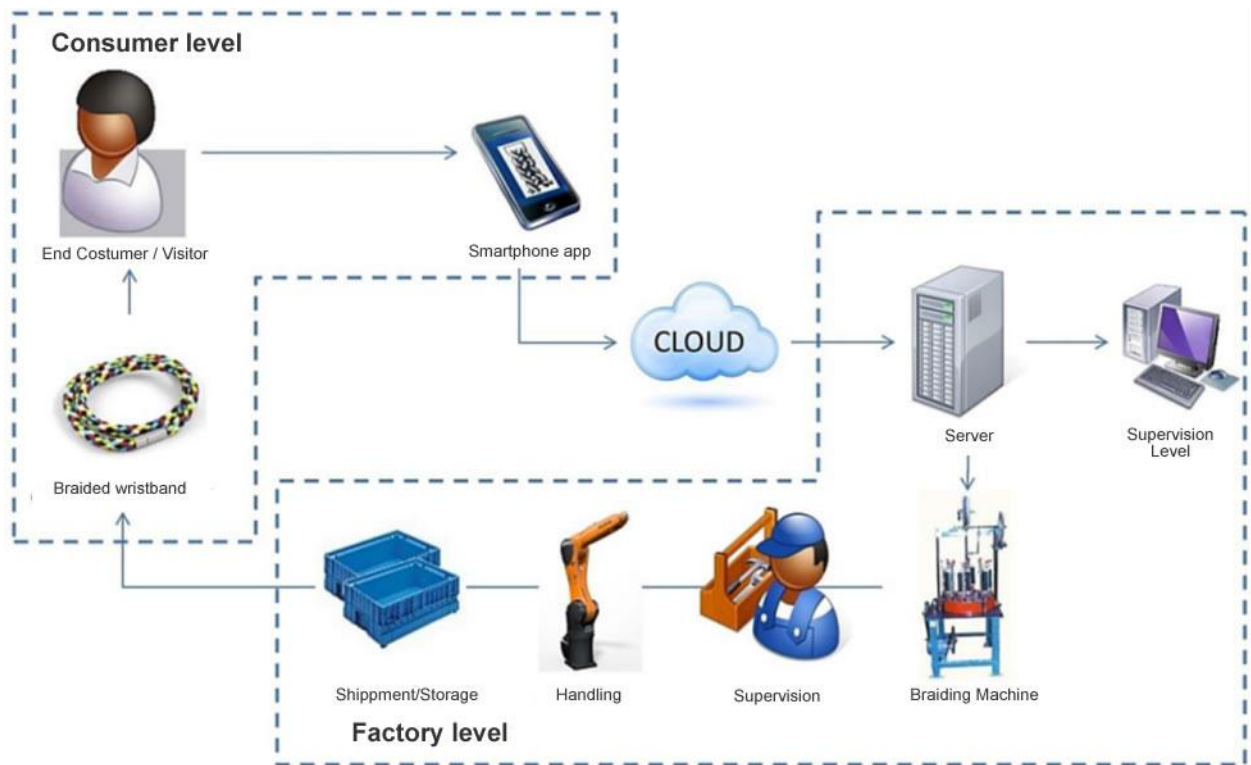 Consumer level
End Costumer / Visitor
Smartphone app
CLOUD
Server
Supervision
Level
Braided wristband
Shippment/Storage
Handling
Supervision
Braiding Machine
Factory level